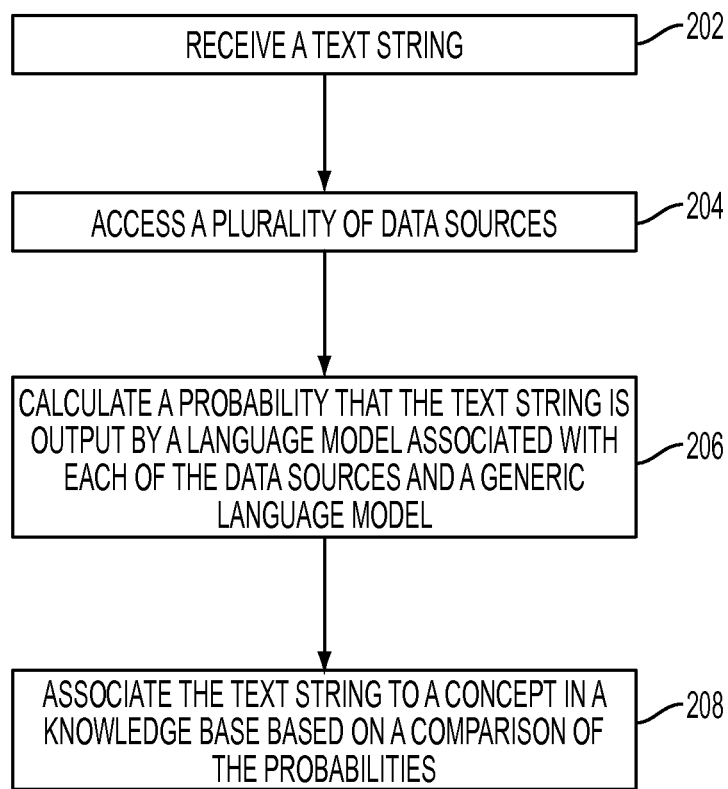 RECEIVE A TEXT STRING
202
ACCESS A PLURALITY OF DATA SOURCES
204
CALCULATE A PROBABILITY THAT THE TEXT STRING IS
OUTPUT BY A LANGUAGE MODEL ASSOCIATED WITH
EACH OF THE DATA SOURCES AND A GENERIC
LANGUAGE MODEL
206
ASSOCIATE THE TEXT STRING TO A CONCEPT IN A
KNOWLEDGE BASE BASED ON A COMPARISON OF
THE PROBABILITIES
208